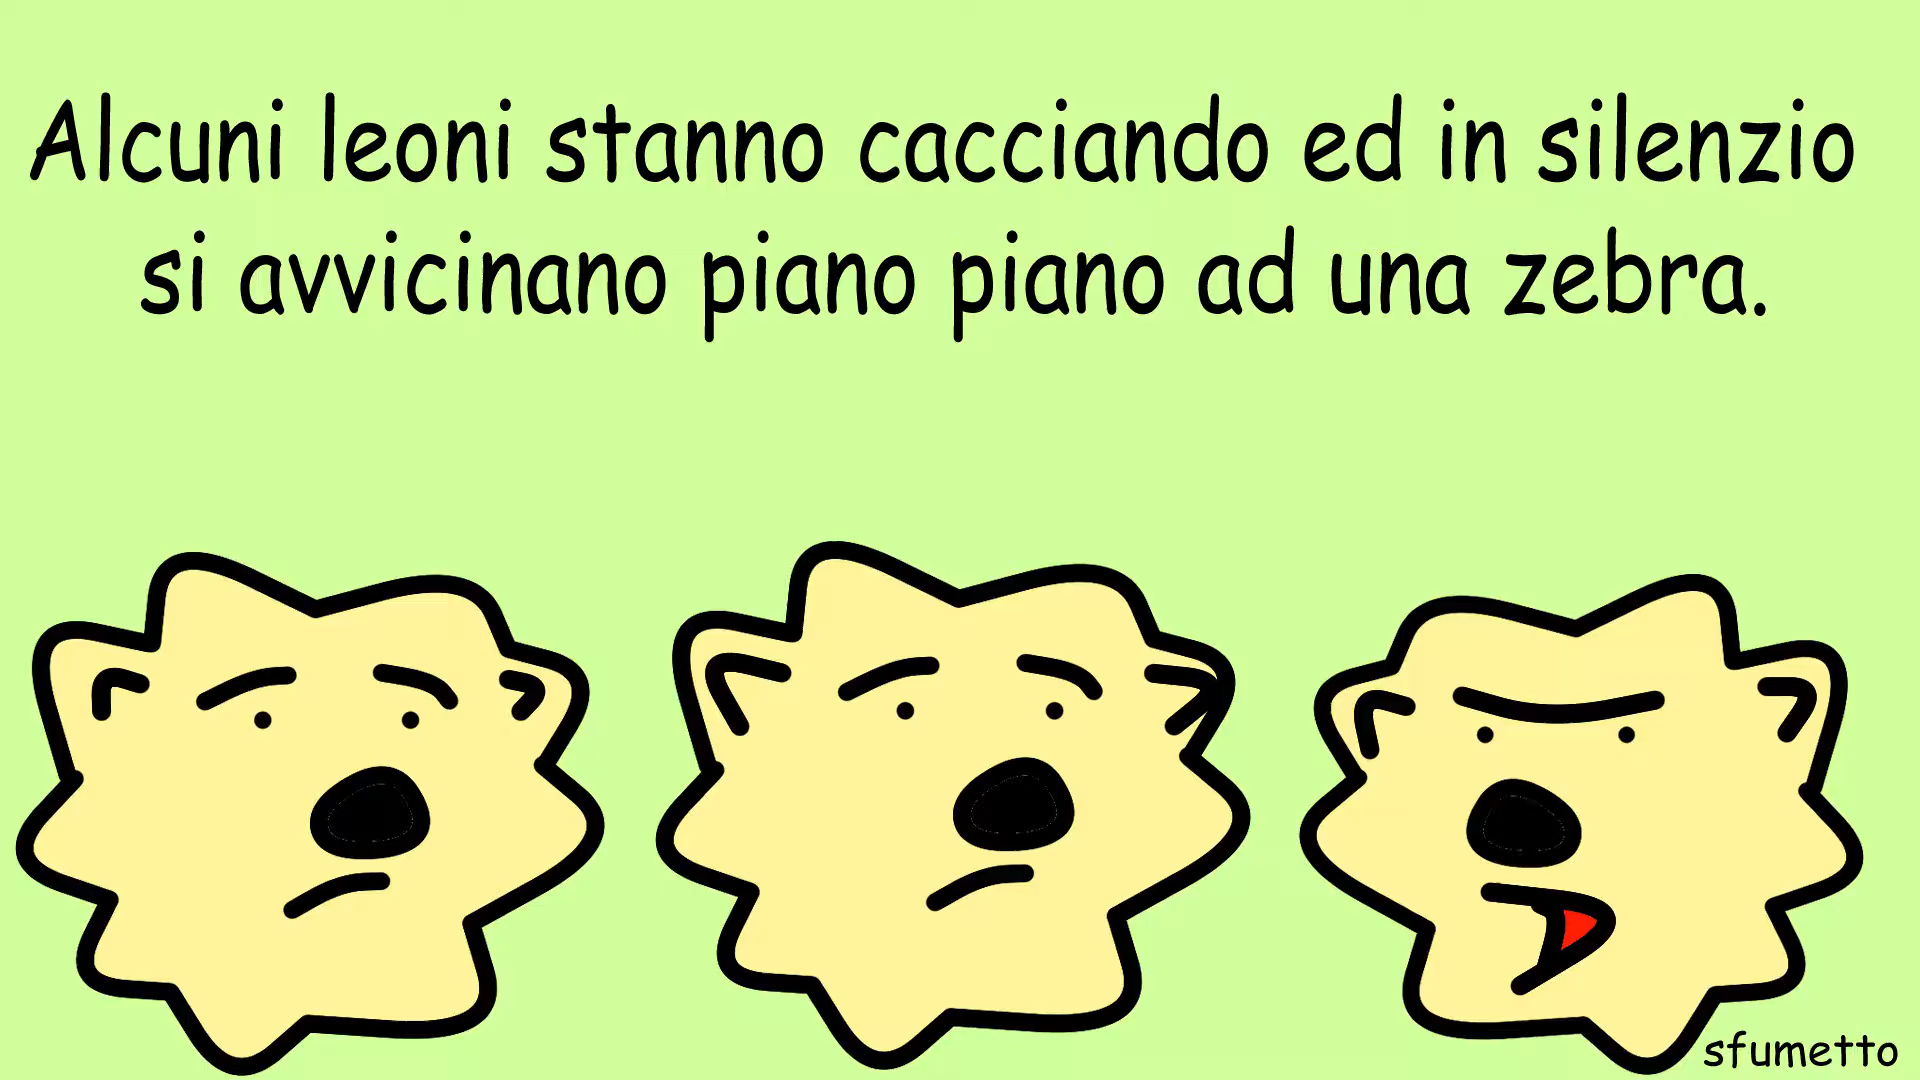 Alcuni leoni stanno cacciando ed in silenzio
si avvicinano piano piano ad una zebra.
sfumetto